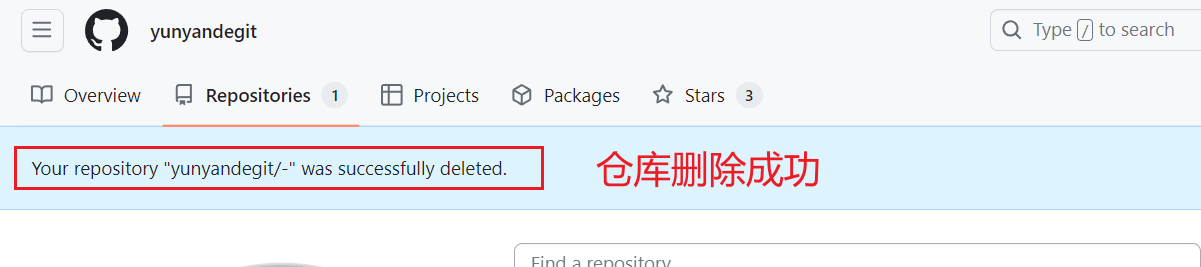 yunyandegit
Type / to search
Overview Repositories 1 Projects Packages Stars 3
Your repository "yunyandegit/-" was successfully deleted.
仓库删除成功
Find a repository